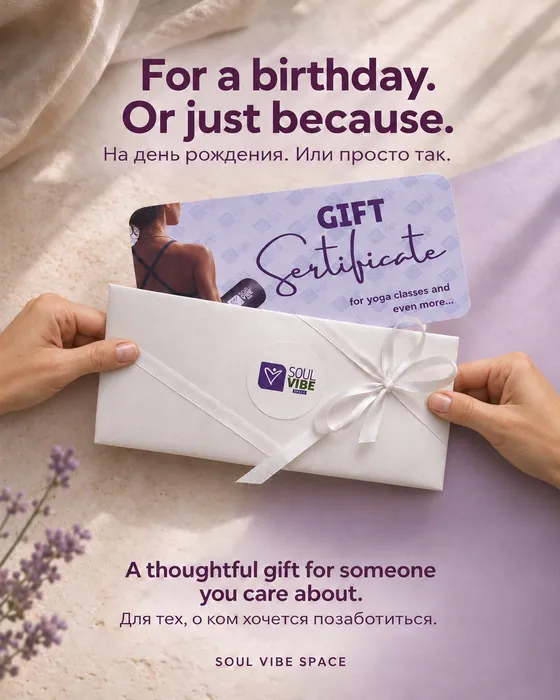 For a birthday.
Or just because.
На день рождения. Или просто так.
GIFT
Sertificate
for yoga classes and
even more...
SOUL
VIBE
SPACE
A thoughtful gift for someone
you care about.
Для тех, о ком хочется позаботиться.
SOUL VIBE SPACE